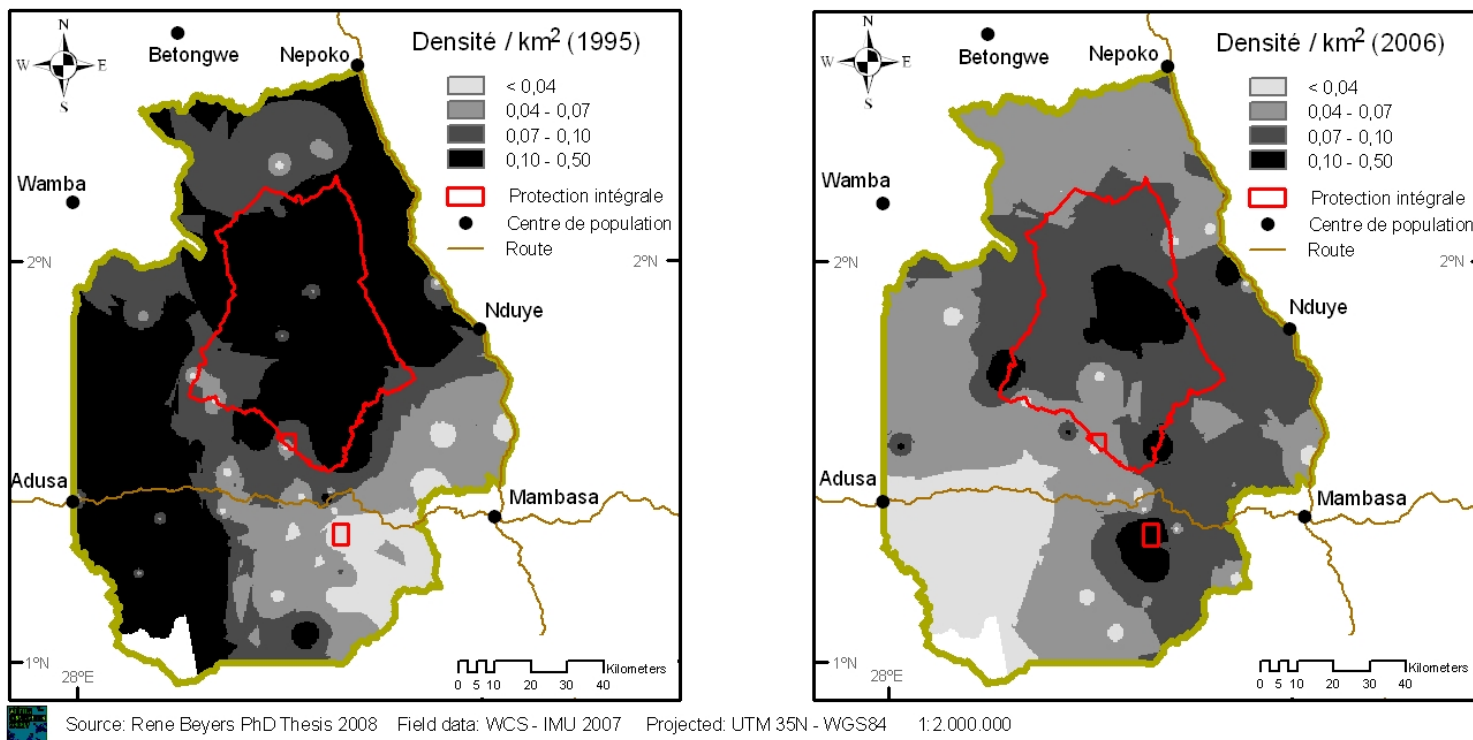 N
W E
S
Betongwe
Nepoko
Densité / km² (1995)
< 0,04
0,04 - 0,07
0,07 - 0,10
0,10 - 0,50
Protection intégrale
Centre de population
Route
Wamba
2ºN
2ºN
Nduye
Adusa
Mambasa
1ºN
28ºE
Kilometers
0 5 10 20 30 40
N
W E
S
Betongwe
Nepoko
Densité / km² (2006)
< 0,04
0,04 - 0,07
0,07 - 0,10
0,10 - 0,50
Protection intégrale
Centre de population
Route
Wamba
2ºN
2ºN
Nduye
Adusa
Mambasa
1ºN
28ºE
Kilometers
0 5 10 20 30 40
Source: Rene Beyers PhD Thesis 2008 Field data: WCS - IMU 2007 Projected: UTM 35N - WGS84 1:2.000.000